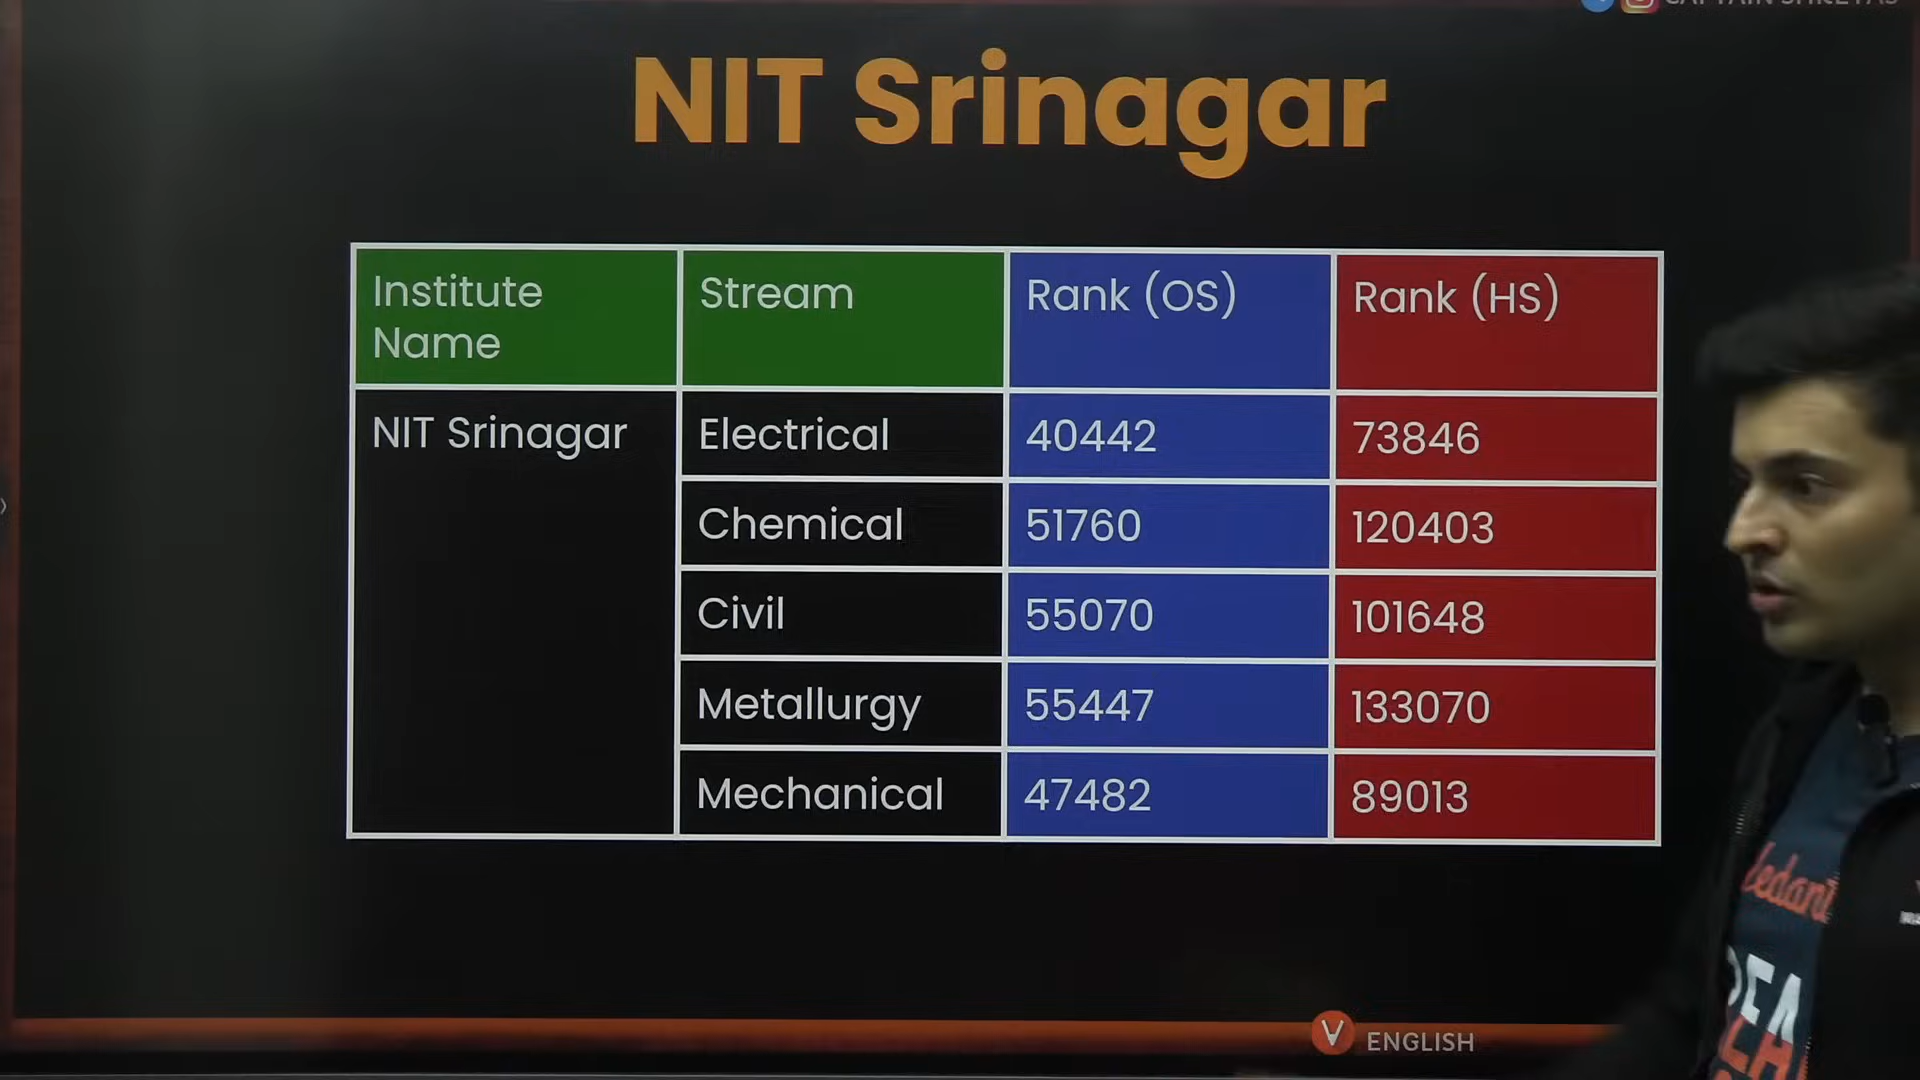 NIT Srinagar
Institute
Name
Stream
Rank (OS)
Rank (HS)
NIT Srinagar
Electrical
40442
73846
Chemical
51760
120403
Civil
55070
101648
Metallurgy
55447
133070
Mechanical
47482
89013
V ENGLISH